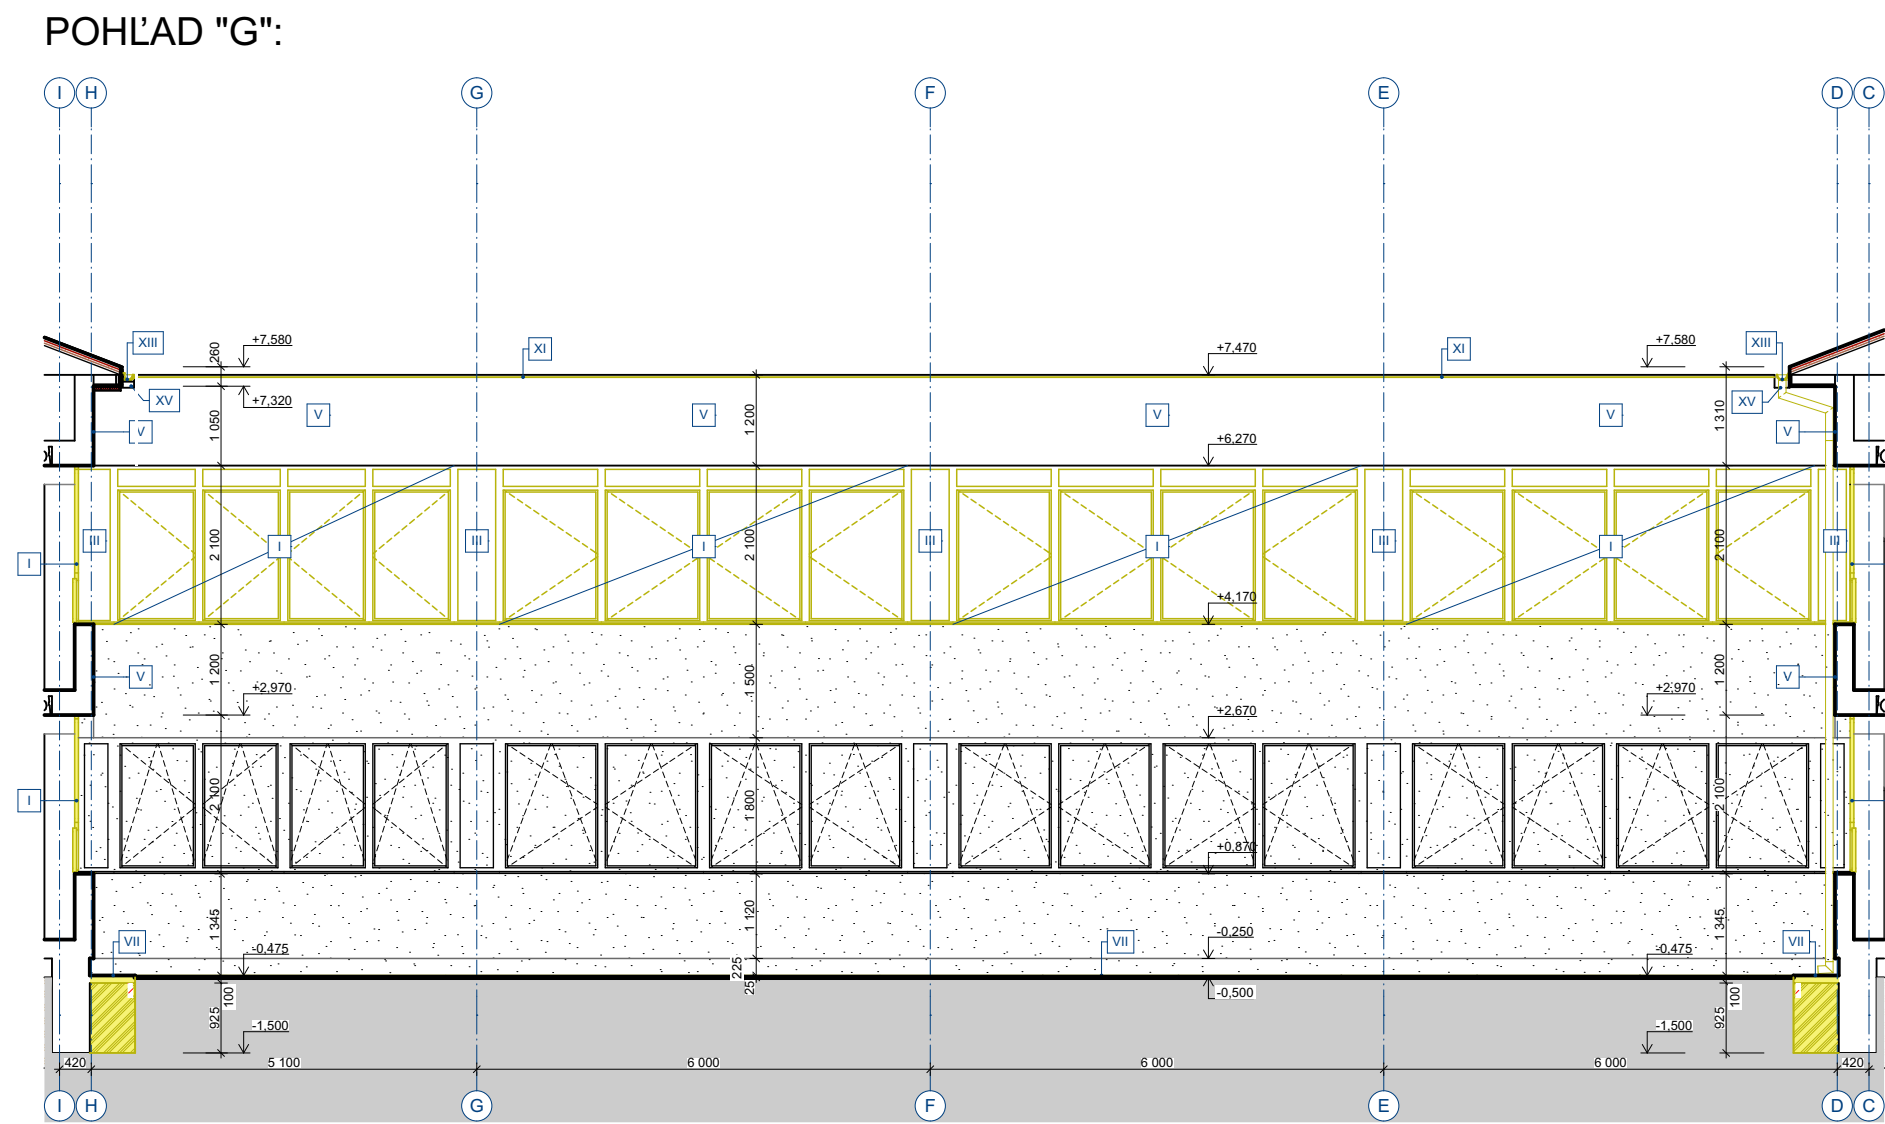 POHĽAD "G":
I H G F E D C
XIII +7,580 260 XI +7,470 XI +7,580 XIII
XV +7,320 XV
V 1 050 V V 1 200 V V 1 310 V
+6,270
III 2 100 I III 2 100 I III I III I 2 100 III
I
+4,170
V 1 200 1 500 1 200 V
+2,970 +2,970
+2,670
I 2 100 1 800 2 100
+0,870
1 345 1 120 1 345
VII -0,475 VII -0,250 -0,475 VII
225
25
100 -0,500 100
925 -1,500 -1,500 925
420 5 100 6 000 6 000 6 000 420
I H G F E D C